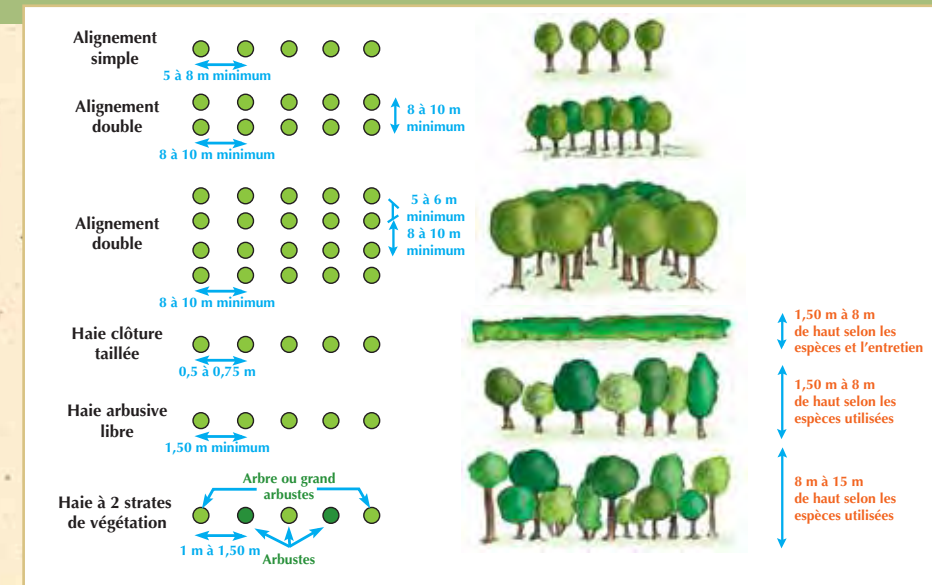 Alignement
simple
5 à 8 m minimum
Alignement
double
8 à 10 m
minimum
8 à 10 m minimum
Alignement
double
5 à 6 m
minimum
8 à 10 m
minimum
8 à 10 m minimum
Haie clôture
taillée
0,5 à 0,75 m
1,50 m à 8 m
de haut selon les
espèces et l'entretien
Haie arbusive
libre
1,50 m minimum
1,50 m à 8 m
de haut selon les
espèces utilisées
Haie à 2 strates
de végétation
Arbre ou grand
arbustes
1 m à 1,50 m
Arbustes
8 m à 15 m
de haut selon les
espèces utilisées